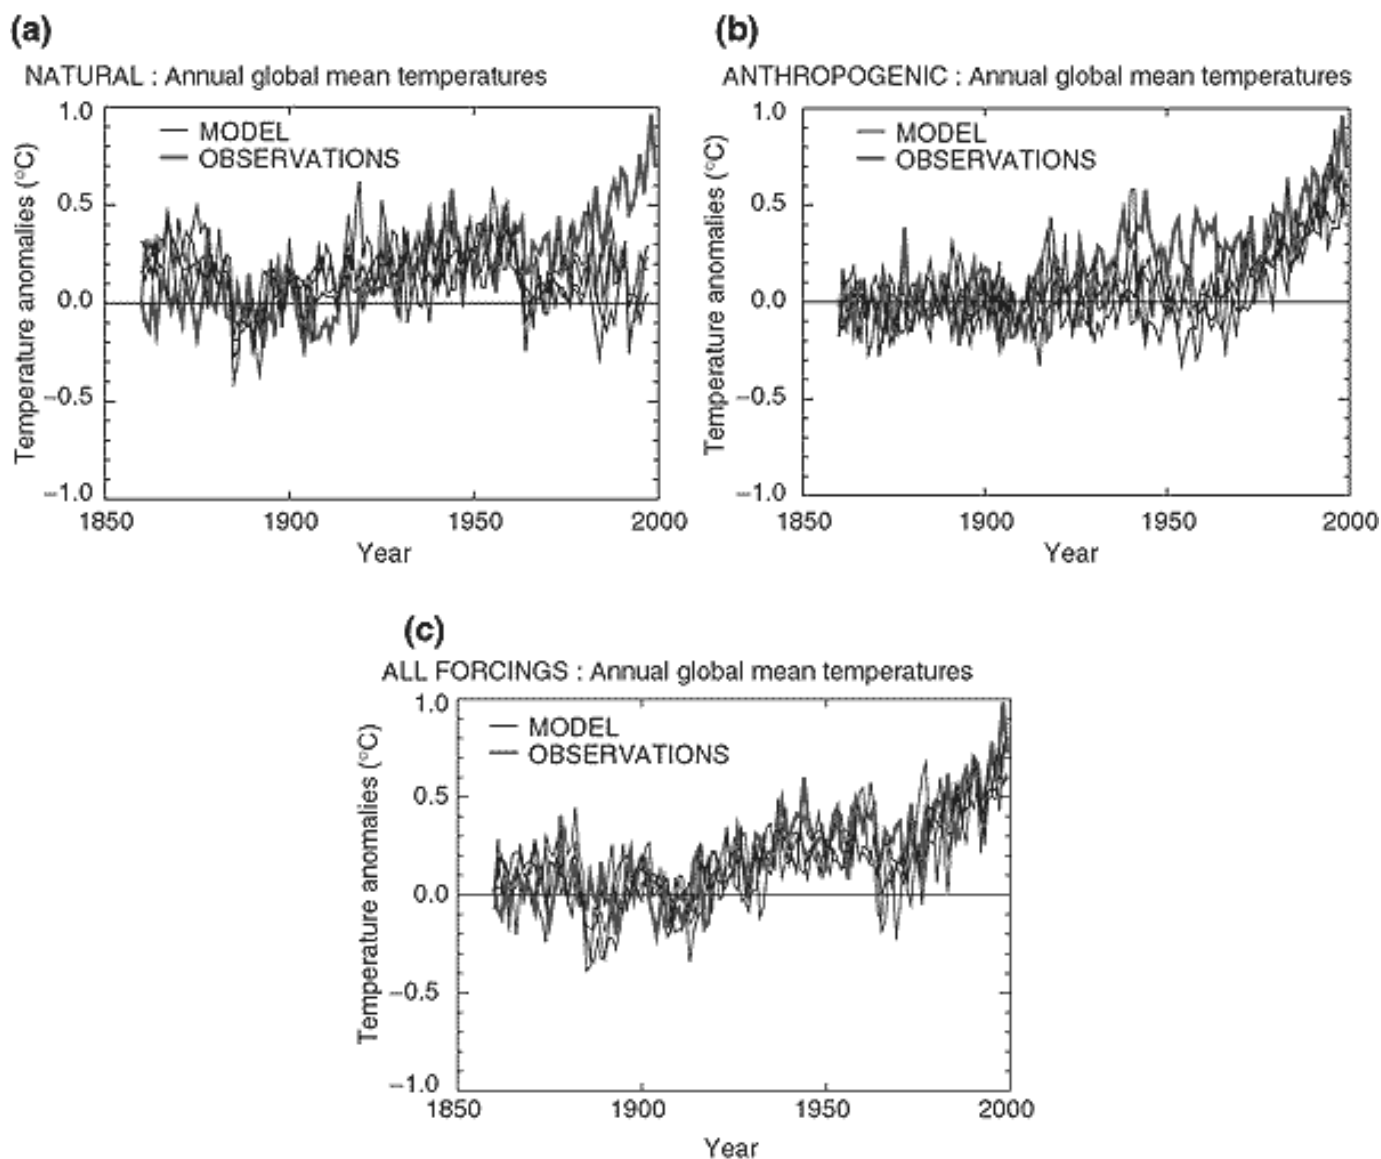 (a)
NATURAL : Annual global mean temperatures
MODEL
OBSERVATIONS
Temperature anomalies (°C)
1.0
0.5
0.0
−0.5
−1.0
1850 1900 1950 2000
Year
(b)
ANTHROPOGENIC : Annual global mean temperatures
MODEL
OBSERVATIONS
Temperature anomalies (°C)
1.0
0.5
0.0
−0.5
−1.0
1850 1900 1950 2000
Year
(c)
ALL FORCINGS : Annual global mean temperatures
MODEL
OBSERVATIONS
Temperature anomalies (°C)
1.0
0.5
0.0
−0.5
−1.0
1850 1900 1950 2000
Year